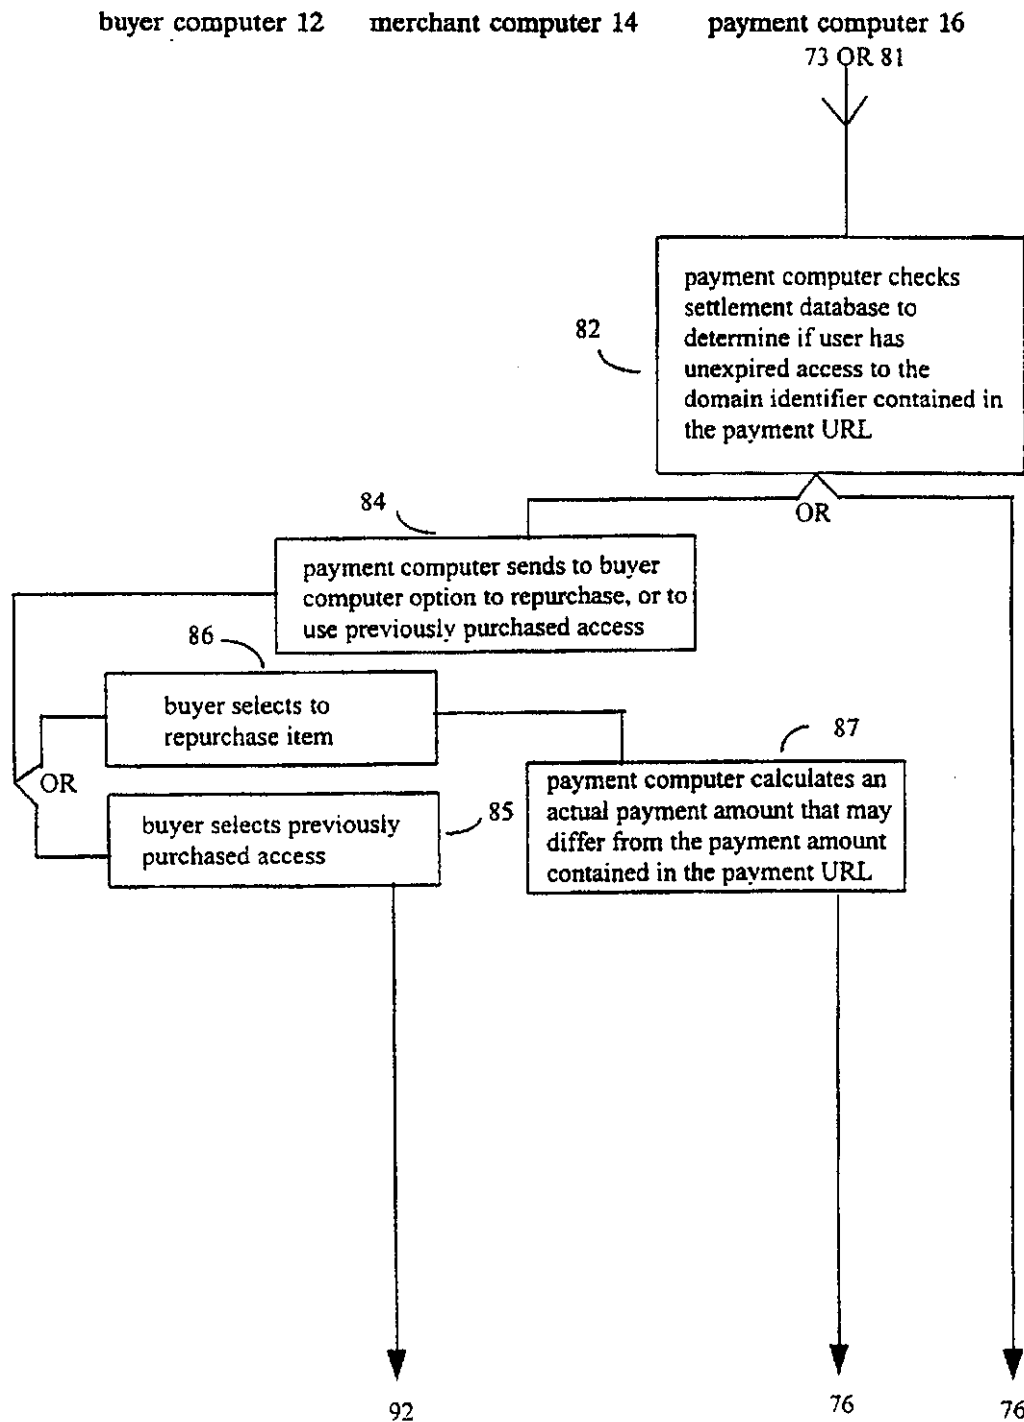 buyer computer 12 merchant computer 14 payment computer 16
73 OR 81
82
payment computer checks
settlement database to
determine if user has
unexpired access to the
domain identifier contained in
the payment URL
OR
84
payment computer sends to buyer
computer option to repurchase, or to
use previously purchased access
86
buyer selects to
repurchase item
OR
87
payment computer calculates an
actual payment amount that may
differ from the payment amount
contained in the payment URL
buyer selects previously
purchased access
85
92
76
76